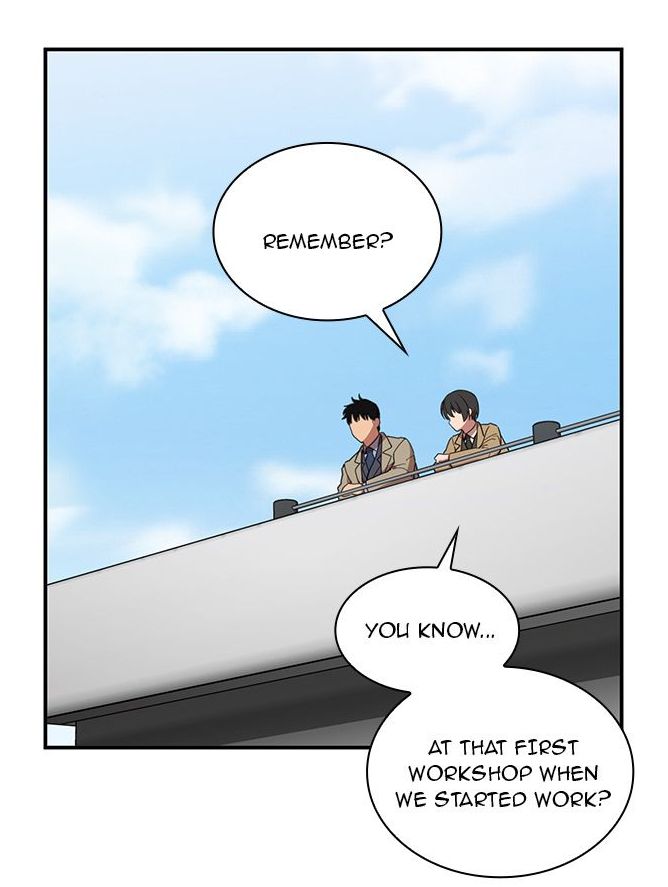 REMEMBER?
YOU KNOW...
AT THAT FIRST
WORKSHOP WHEN
WE STARTED WORK?